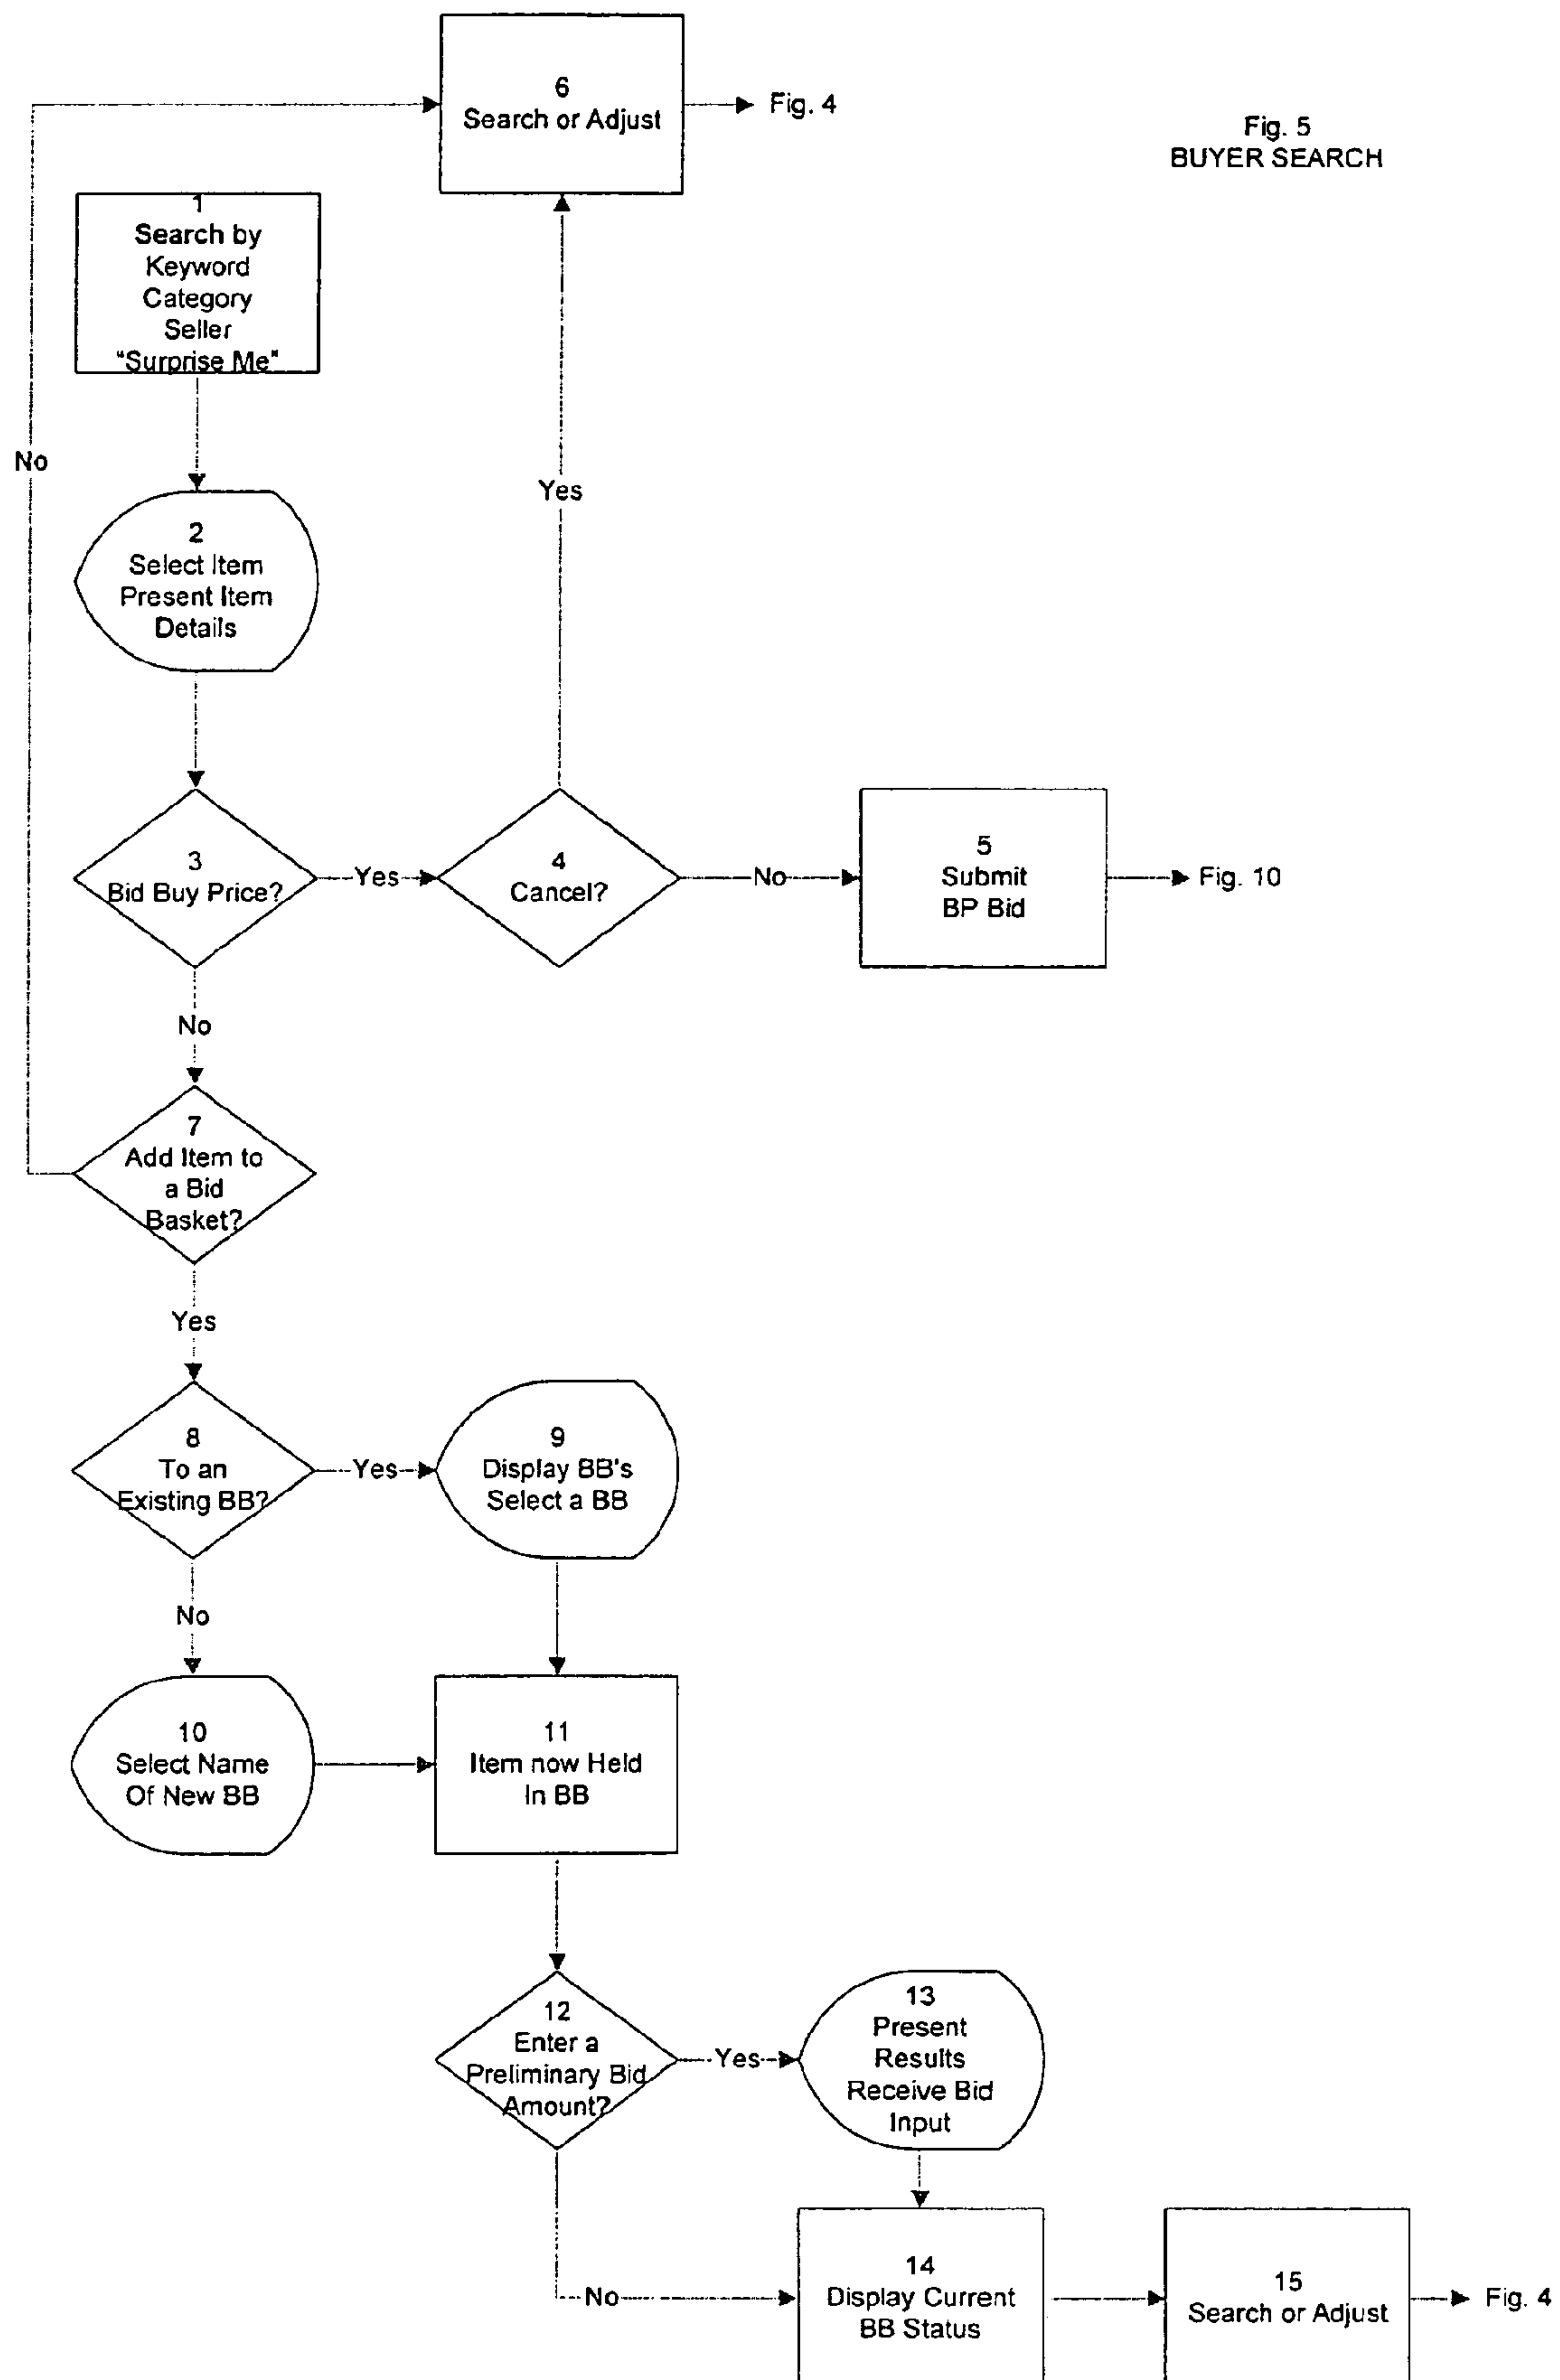 6
Search or Adjust
Fig. 4
Fig. 5
BUYER SEARCH
1
Search by
Keyword
Category
Seller
"Surprise Me"
No
Yes
2
Select Item
Present Item
Details
3
Bid Buy Price?
Yes
4
Cancel?
No
5
Submit
BP Bid
Fig. 10
No
7
Add Item to
a Bid
Basket?
Yes
8
To an
Existing BB?
Yes
9
Display BB's
Select a BB
No
10
Select Name
Of New BB
11
Item now Held
In BB
12
Enter a
Preliminary Bid
Amount?
Yes
13
Present
Results
Receive Bid
Input
No
14
Display Current
BB Status
15
Search or Adjust
Fig. 4